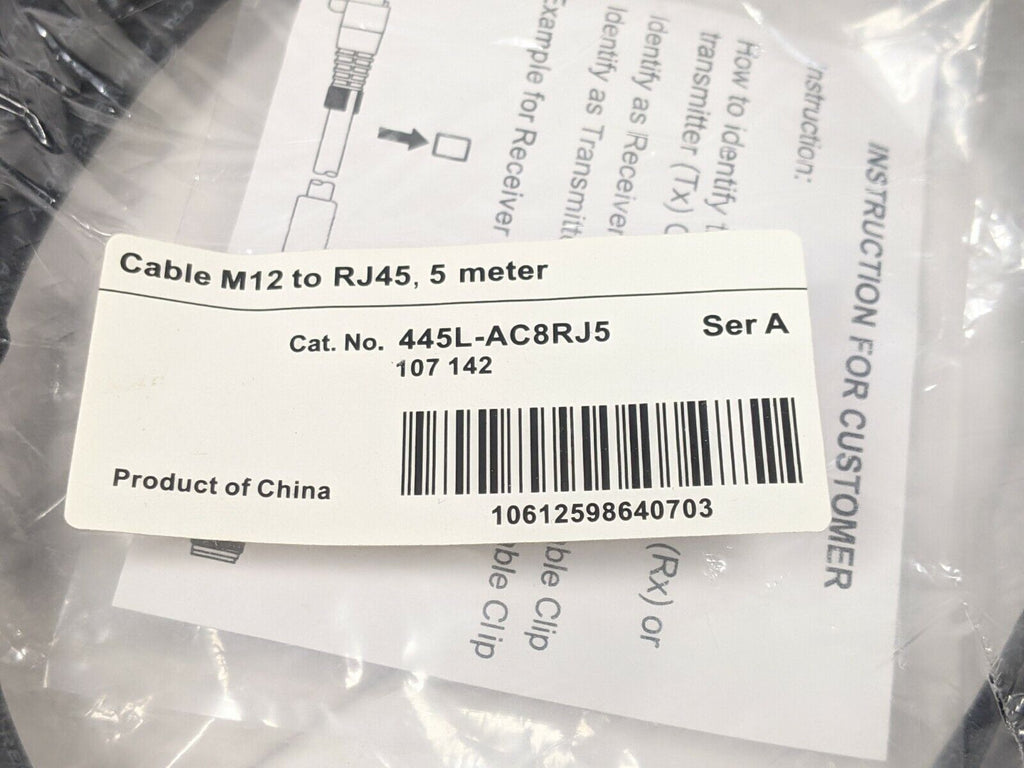 Cable M12 to RJ45, 5 meter
Cat. No. 445L-AC8RJ5
Ser A
107 142
Product of China
10612598640703
INSTRUCTION FOR CUSTOMER
Instruction:
How to identify
transmitter (Tx)
(Rx) or
Identify as Receiver
Identify as Transmitt
ble Clip
Example for Receiver
ble Clip